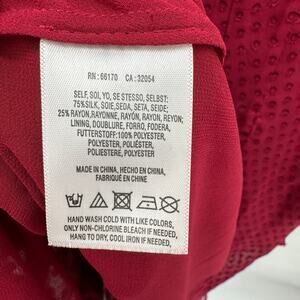 RN: 66170 CA: 32054
SELF, SOI, YO, SE STESSO, SELBST:
75%SILK, SOIE, SEDA, SETA, SEIDE;
25%RAYON, RAYONNE, RAYÓN, RAYON, REYON;
LINING, DOUBLURE, FORRO, FODERA,
FUTTERSTOFF: 100% POLYESTER,
POLYESTER, POLIÉSTER,
POLIESTERE, POLYESTER
MADE IN CHINA, HECHO EN CHINA,
FABRIQUÉ EN CHINE
HAND WASH COLD WITH LIKE COLORS,
ONLY NON-CHLORINE BLEACH IF NEEDED,
HANG TO DRY, COOL IRON IF NEEDED.